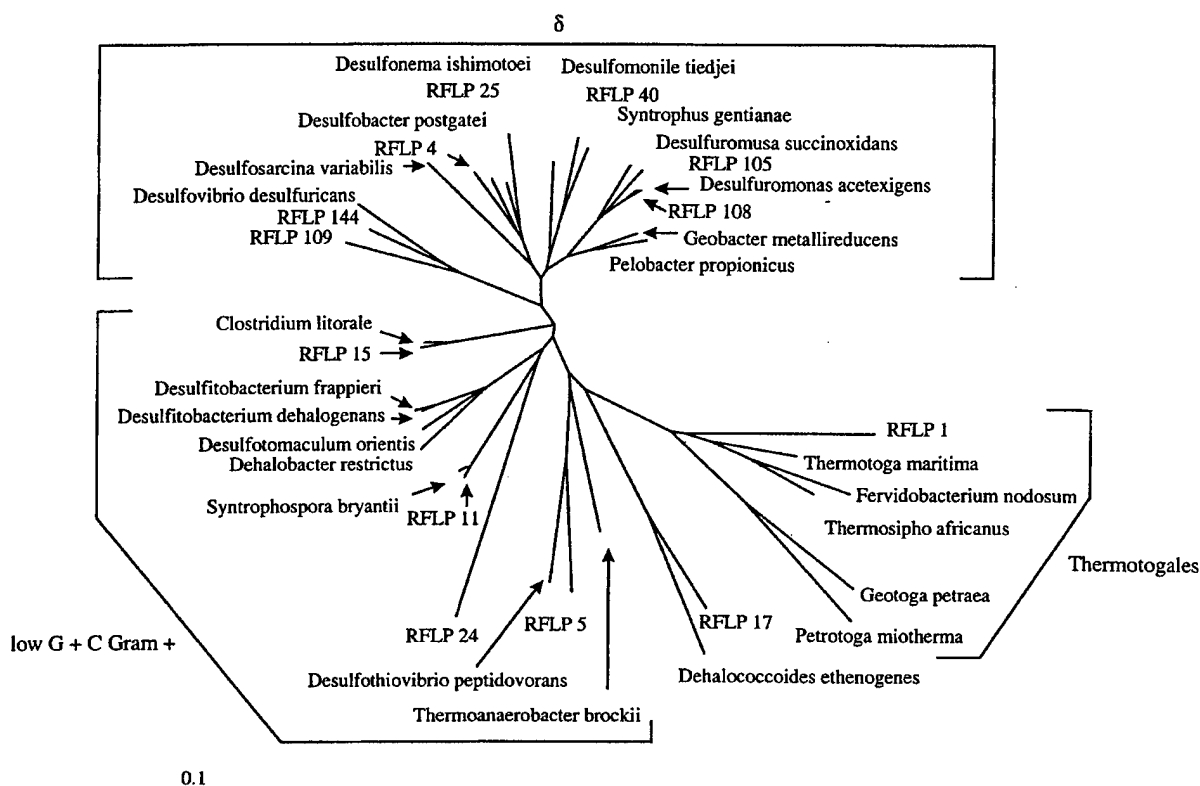 δ
Desulfonema ishimotoei
Desulfomonile tiedjei
RFLP 25
RFLP 40
Desulfobacter postgatei
Syntrophus gentianae
RFLP 4
Desulfuromusa succinoxidans
Desulfosarcina variabilis
RFLP 105
Desulfovibrio desulfuricans
Desulfuromonas acetexigens
RFLP 144
RFLP 108
RFLP 109
Geobacter metallireducens
Pelobacter propionicus
Clostridium litorale
RFLP 15
Desulfitobacterium frappieri
Desulfitobacterium dehalogenans
Desulfotomaculum orientis
Dehalobacter restrictus
Syntrophospora bryantii
RFLP 11
RFLP 1
Thermotoga maritima
Fervidobacterium nodosum
Thermosipho africanus
Thermotogales
Geotoga petraea
Petrotoga miotherma
low G + C Gram +
RFLP 24
RFLP 5
RFLP 17
Desulfothiovibrio peptidovorans
Dehalococcoides ethenogenes
Thermoanaerobacter brockii
0.1